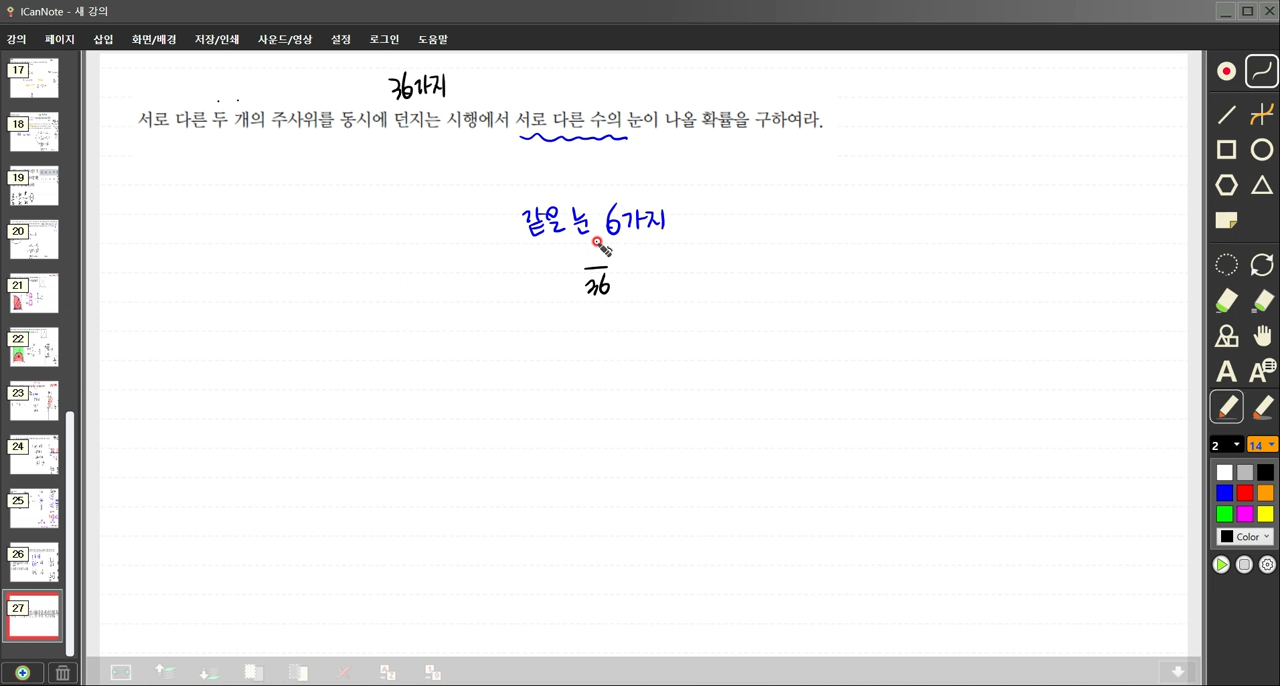 ICanNote - 새 강의
강의 페이지 삽입 화면/배경 저장/인쇄 사운드/영상 설정 로그인 도움말
17
18
19
20
21
22
23
24
25
26
27
36가지
서로 다른 두 개의 주사위를 동시에 던지는 시행에서 서로 다른 수의 눈이 나올 확률을 구하여라.
같은 눈 6가지
36
A A
2 14
Color